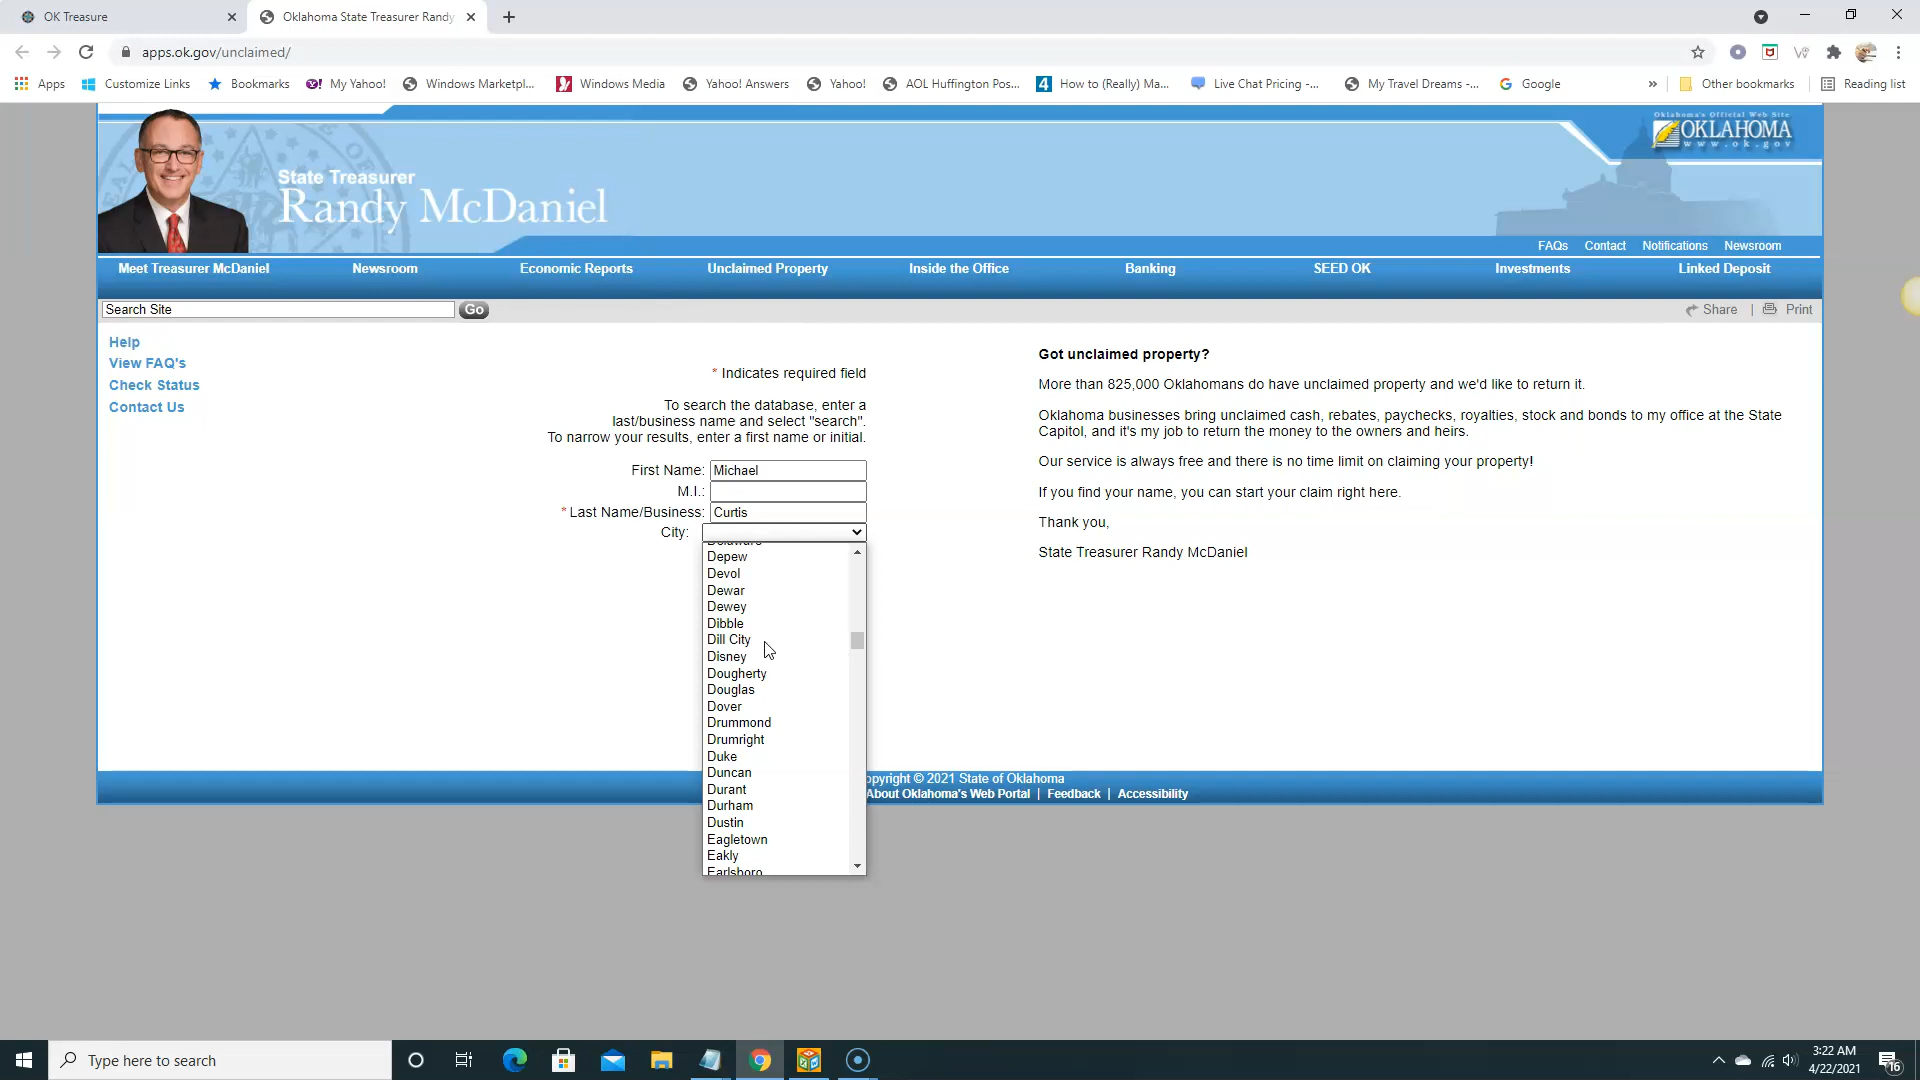 OK Treasure
Oklahoma State Treasurer Randy
apps.ok.gov/unclaimed/
Apps
Customize Links
Bookmarks
My Yahoo!
Windows Marketpl...
Windows Media
Yahoo! Answers
Yahoo!
AOL Huffington Pos...
How to (Really) Ma...
Live Chat Pricing -...
My Travel Dreams -...
Google
»
Other bookmarks
Reading list
Oklahoma's Official Web Site
OKLAHOMA
www.ok.gov
State Treasurer
Randy McDaniel
FAQs
Contact
Notifications
Newsroom
Meet Treasurer McDaniel
Newsroom
Economic Reports
Unclaimed Property
Inside the Office
Banking
SEED OK
Investments
Linked Deposit
Search Site
Go
Share | Print
Help
View FAQ's
Check Status
Contact Us
* Indicates required field
To search the database, enter a
last/business name and select "search".
To narrow your results, enter a first name or initial.
First Name: Michael
M.I.:
* Last Name/Business: Curtis
City:
Delaware
Depew
Devol
Dewar
Dewey
Dibble
Dill City
Disney
Dougherty
Douglas
Dover
Drummond
Drumright
Duke
Duncan
Durant
Durham
Dustin
Eagletown
Eakly
Earlsboro
Got unclaimed property?
More than 825,000 Oklahomans do have unclaimed property and we'd like to return it.
Oklahoma businesses bring unclaimed cash, rebates, paychecks, royalties, stock and bonds to my office at the State
Capitol, and it's my job to return the money to the owners and heirs.
Our service is always free and there is no time limit on claiming your property!
If you find your name, you can start your claim right here.
Thank you,
State Treasurer Randy McDaniel
opyright © 2021 State of Oklahoma
About Oklahoma's Web Portal | Feedback | Accessibility
Type here to search
3:22 AM
4/22/2021
16